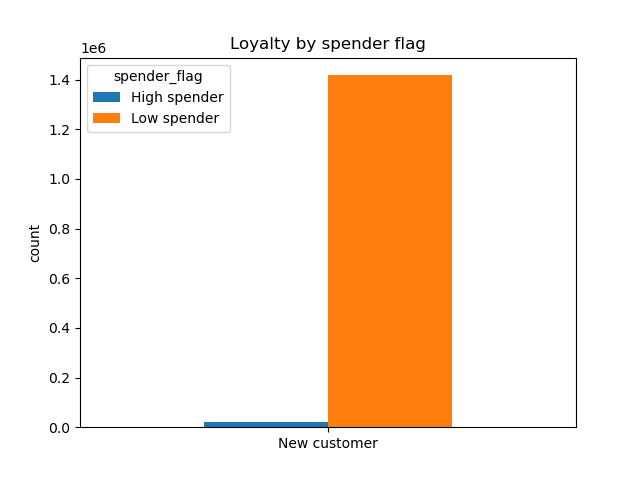 Loyalty by spender flag
1e6
spender_flag
High spender
Low spender
1.4
1.2
1.0
0.8
0.6
0.4
0.2
0.0
count
New customer